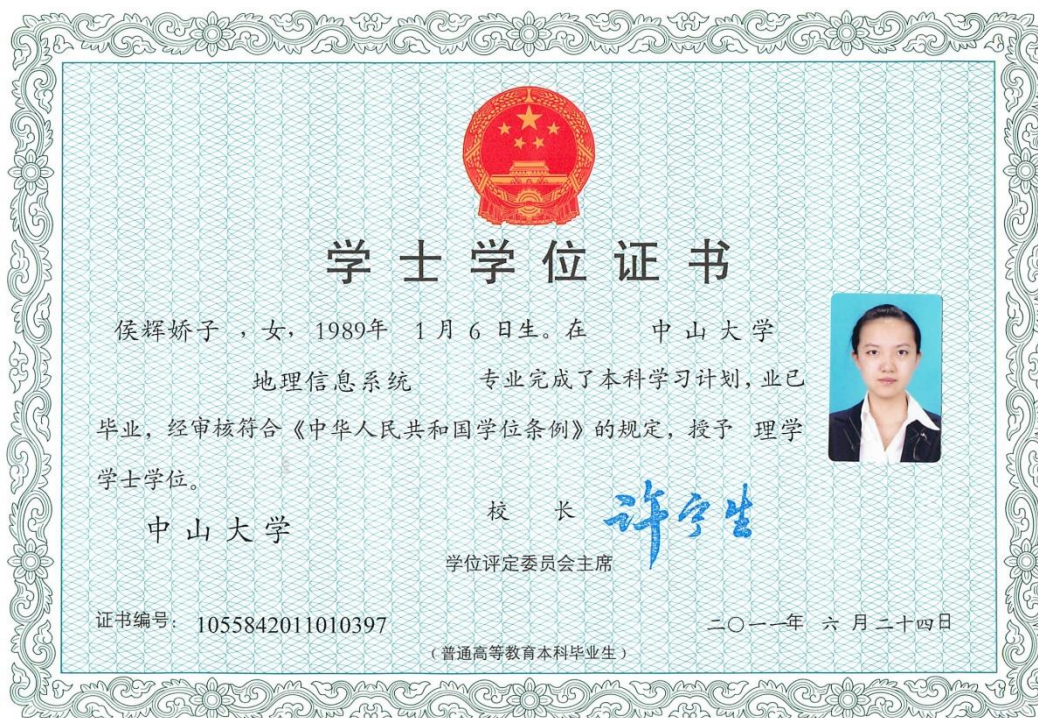 学士学位证书
侯辉娇子 ，女，1989年 1月6日生。在 中山大学
地理信息系统 专业完成了本科学习计划，业已
毕业，经审核符合《中华人民共和国学位条例》的规定，授予 理学
学士学位。
中山大学
校 长 许宁生
学位评定委员会主席
证书编号：1055842011010397
二〇一一年 六月二十四日
（普通高等教育本科毕业生）